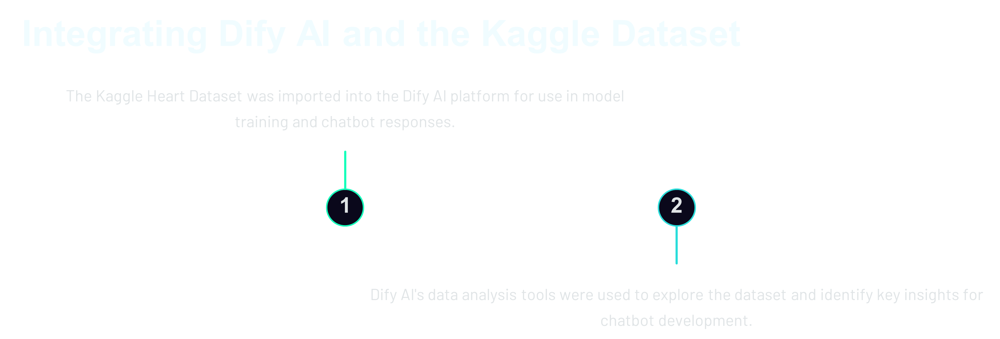 Integrating Dify AI and the Kaggle Dataset
The Kaggle Heart Dataset was imported into the Dify AI platform for use in model
training and chatbot responses.
1
2
Dify AI's data analysis tools were used to explore the dataset and identify key insights for
chatbot development.